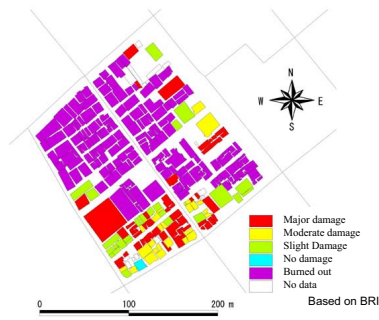 N
W E
S
Major damage
Moderate damage
Slight Damage
No damage
Burned out
No data
Based on BRI
0 100 200 m